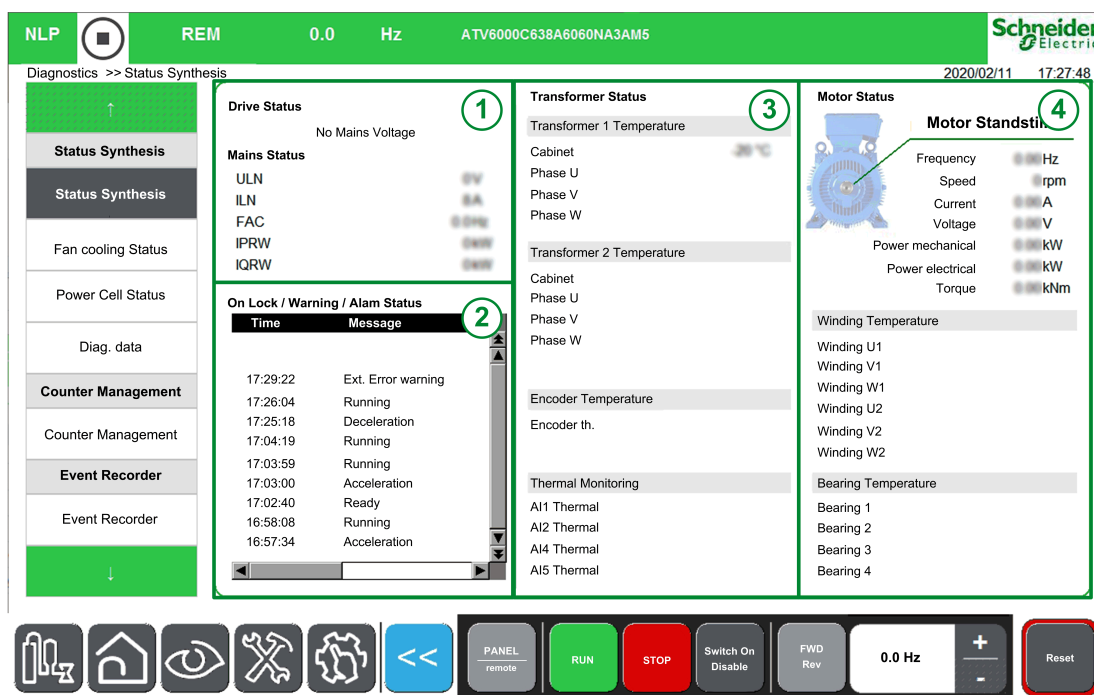 NLP REM 0.0 Hz ATV6000C638A6060NA3AM5
Schneider
Electric
Diagnostics >> Status Synthesis 2020/02/11 17:27:48
↑
Status Synthesis
Status Synthesis
Fan cooling Status
Power Cell Status
Diag. data
Counter Management
Counter Management
Event Recorder
Event Recorder
↓
1
Drive Status
No Mains Voltage
Mains Status
ULN
ILN
FAC
IPRW
IQRW
2
On Lock / Warning / Alam Status
Time Message
17:29:22 Ext. Error warning
17:26:04 Running
17:25:18 Deceleration
17:04:19 Running
17:03:59 Running
17:03:00 Acceleration
17:02:40 Ready
16:58:08 Running
16:57:34 Acceleration
3
Transformer Status
Transformer 1 Temperature
Cabinet
Phase U
Phase V
Phase W
Transformer 2 Temperature
Cabinet
Phase U
Phase V
Phase W
Encoder Temperature
Encoder th.
Thermal Monitoring
AI1 Thermal
AI2 Thermal
AI4 Thermal
AI5 Thermal
4
Motor Status
Motor Standsti
Frequency Hz
Speed rpm
Current A
Voltage V
Power mechanical kW
Power electrical kW
Torque kNm
Winding Temperature
Winding U1
Winding V1
Winding W1
Winding U2
Winding V2
Winding W2
Bearing Temperature
Bearing 1
Bearing 2
Bearing 3
Bearing 4
<<
PANEL
remote
RUN
STOP
Switch On
Disable
FWD
Rev
0.0 Hz
+
-
Reset